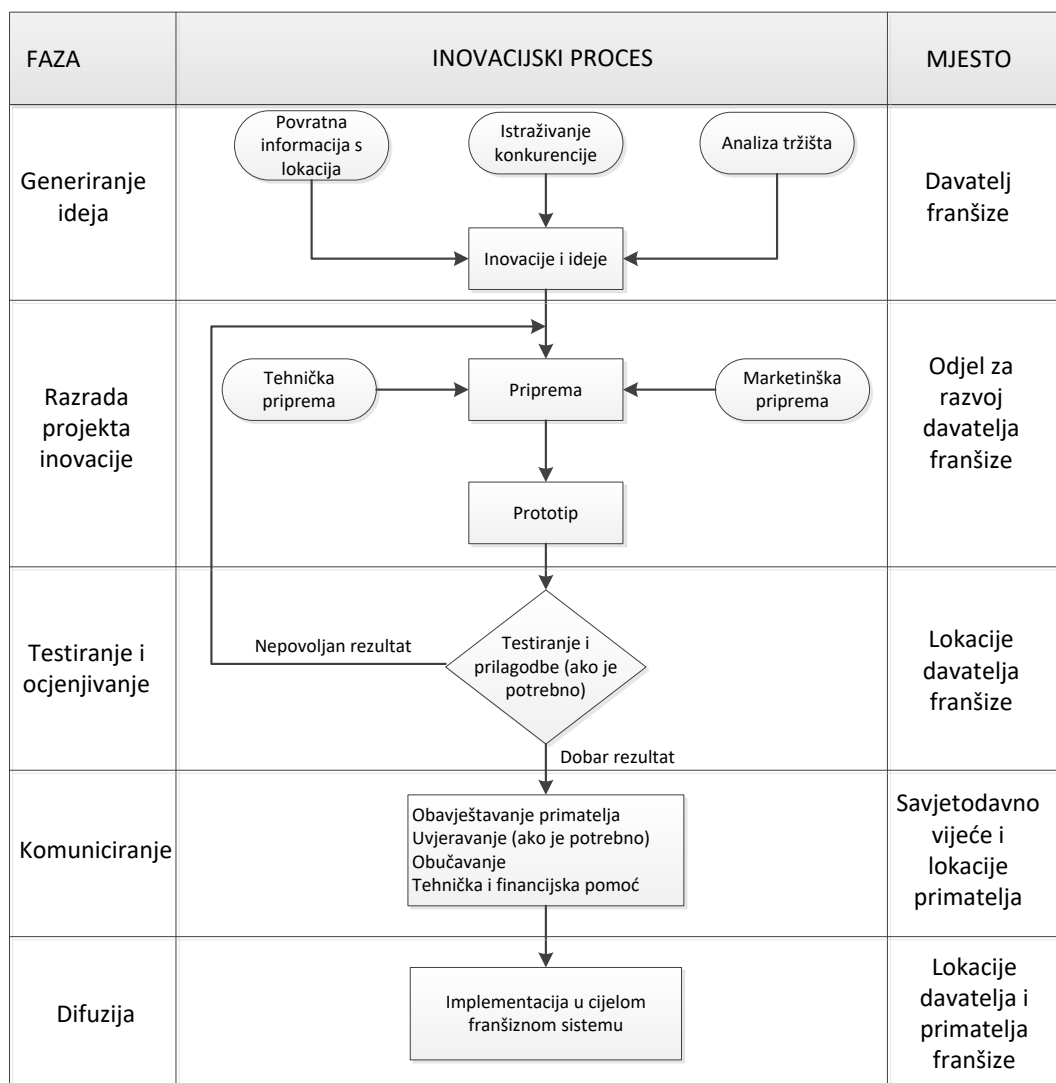 FAZA
INOVACIJSKI PROCES
MJESTO
Generiranje
ideja
Povratna
informacija s
lokacija
Istraživanje
konkurencije
Analiza tržišta
Inovacije i ideje
Davatelj
franšize
Razrada
projekta
inovacije
Tehnička
priprema
Priprema
Marketinška
priprema
Prototip
Odjel za
razvoj
davatelja
franšize
Testiranje i
ocjenjivanje
Nepovoljan rezultat
Testiranje i
prilagodbe (ako je
potrebno)
Dobar rezultat
Lokacije
davatelja
franšize
Komuniciranje
Obavještavanje primatelja
Uvjeravanje (ako je potrebno)
Obučavanje
Tehnička i financijska pomoć
Savjetodavno
vijeće i
lokacije
primatelja
Difuzija
Implementacija u cijelom
franšiznom sistemu
Lokacije
davatelja i
primatelja
franšize